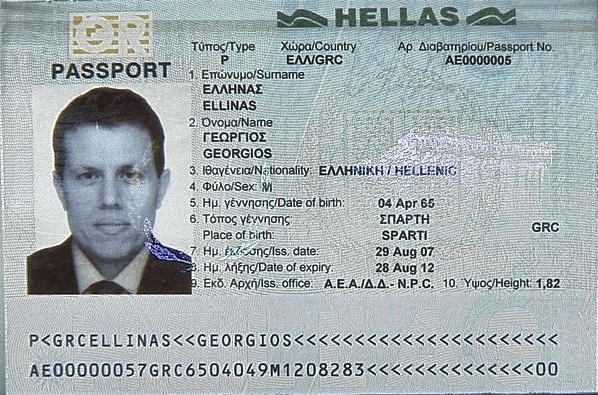 HELLAS
GR
PASSPORT
Τύπος/Type Χώρα/Country Αρ. Διαβατηρίου/Passport No.
P ΕΛΛ/GRC AE0000005
1. Επώνυμο/Surname
ΕΛΛΗΝΑΣ
ELLINAS
2. Όνομα/Name
ΓΕΩΡΓΙΟΣ
GEORGIOS
3. Ιθαγένεια/Nationality: ΕΛΛΗΝΙΚΗ / HELLENIC
4. Φύλο/Sex: M
5. Ημ. γέννησης/Date of birth: 04 Apr 65
6. Τόπος γέννησης: ΣΠΑΡΤΗ
Place of birth: SPARTI GRC
7. Ημ. έκδοσης/Iss. date: 29 Aug 07
8. Ημ. λήξης/Date of expiry: 28 Aug 12
9. Εκδ. Αρχή/Iss. office: Α.Ε.Α./Δ.Δ.- N.P.C. 10. Ύψος/Height: 1,82
P<GRCELLINAS<<GEORGIOS<<<<<<<<<<<<<<<<<<<<<<
AE00000057GRC6504049M1208283<<<<<<<<<<<<<<00